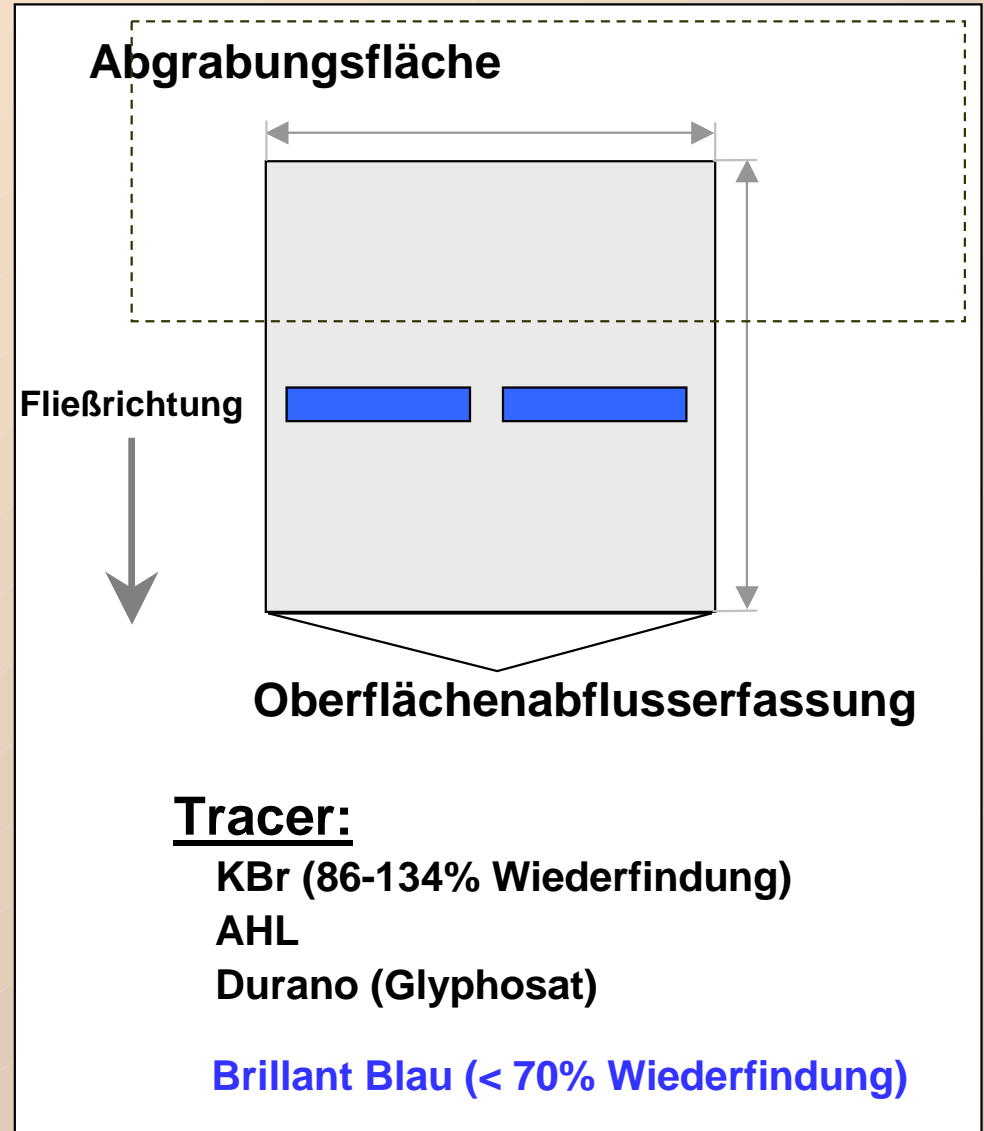 Abgrabungsfläche
Fließrichtung
Oberflächenabflusserfassung
Tracer:
KBr (86-134% Wiederfindung)
AHL
Durano (Glyphosat)
Brillant Blau (< 70% Wiederfindung)